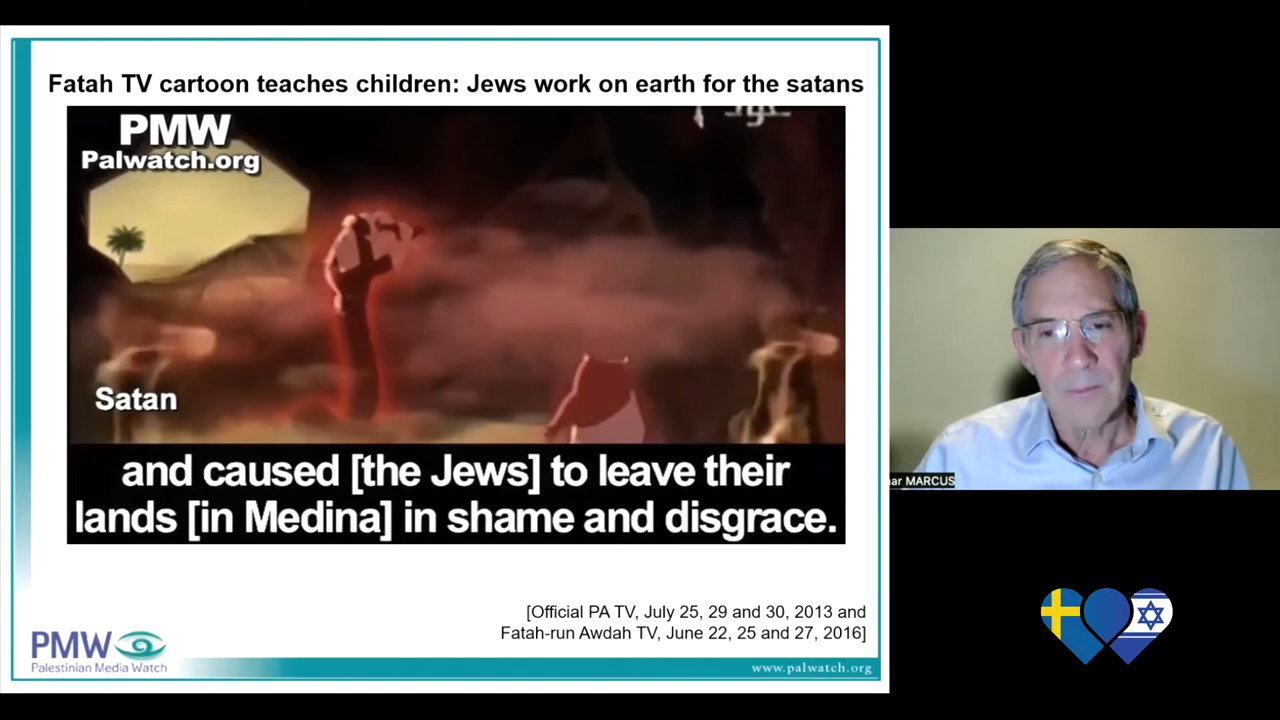 Fatah TV cartoon teaches children: Jews work on earth for the satans
PMW
Palwatch.org
Satan
and caused [the Jews] to leave their
lands [in Medina] in shame and disgrace.
[Official PA TV, July 25, 29 and 30, 2013 and
Fatah-run Awdah TV, June 22, 25 and 27, 2016]
PMW
Palestinian Media Watch
www.palwatch.org
ar MARCUS